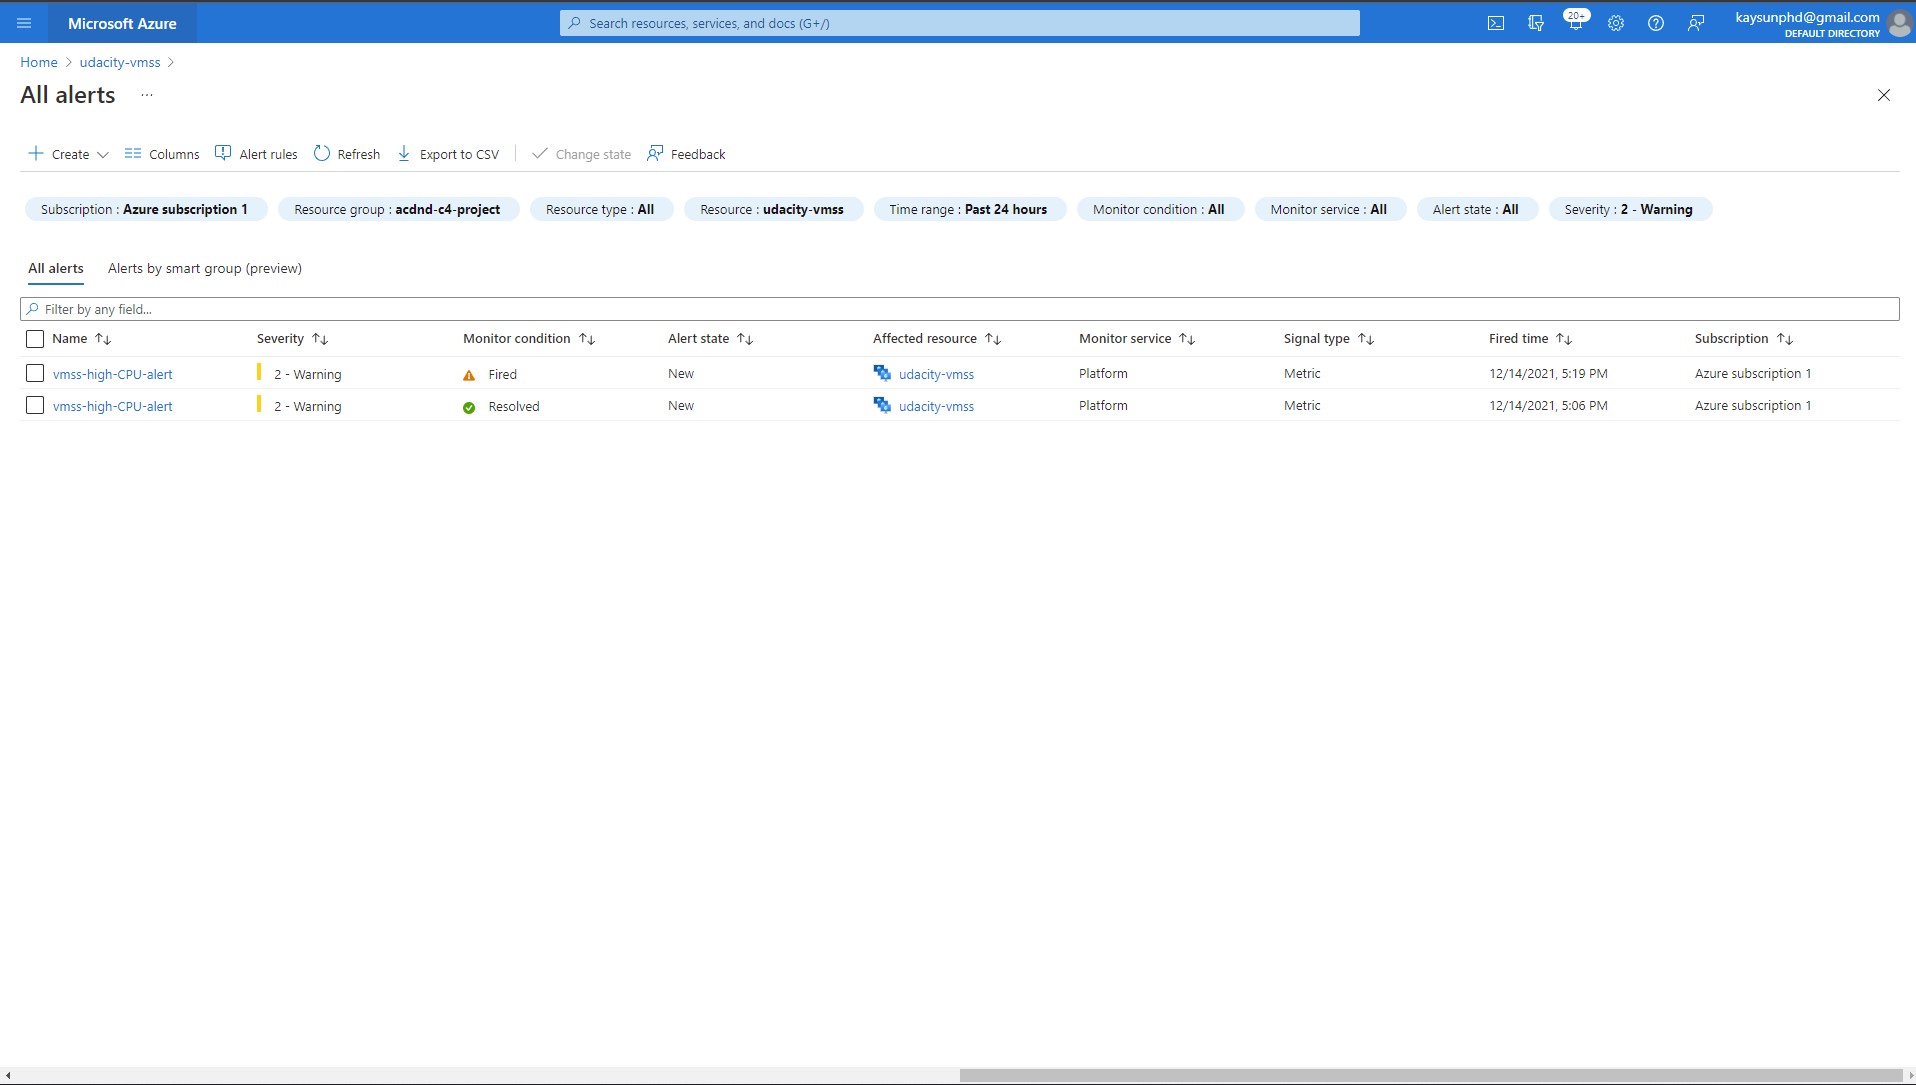 Microsoft Azure
Search resources, services, and docs (G+/)
20+
kaysunphd@gmail.com
DEFAULT DIRECTORY
Home > udacity-vmss >
All alerts ...
Create
Columns
Alert rules
Refresh
Export to CSV
Change state
Feedback
Subscription : Azure subscription 1
Resource group : acdnd-c4-project
Resource type : All
Resource : udacity-vmss
Time range : Past 24 hours
Monitor condition : All
Monitor service : All
Alert state : All
Severity : 2 - Warning
All alerts
Alerts by smart group (preview)
Filter by any field...
Name Severity Monitor condition Alert state Affected resource Monitor service Signal type Fired time Subscription
vmss-high-CPU-alert 2 - Warning Fired New udacity-vmss Platform Metric 12/14/2021, 5:19 PM Azure subscription 1
vmss-high-CPU-alert 2 - Warning Resolved New udacity-vmss Platform Metric 12/14/2021, 5:06 PM Azure subscription 1